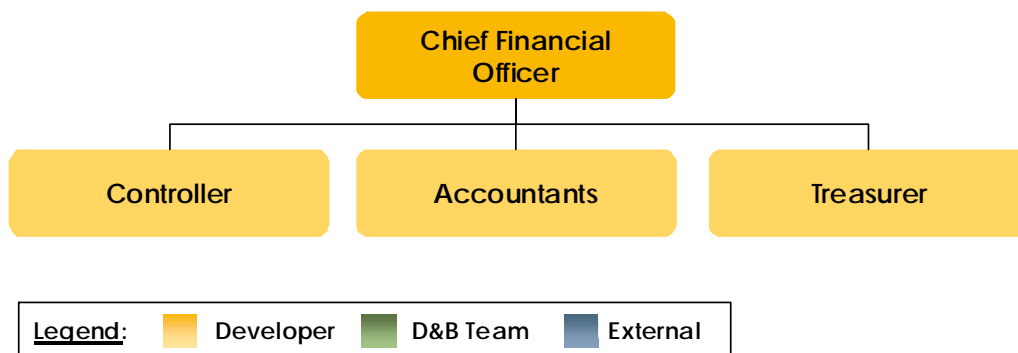 Chief Financial
Officer
Controller
Accountants
Treasurer
Legend:
Developer
D&B Team
External